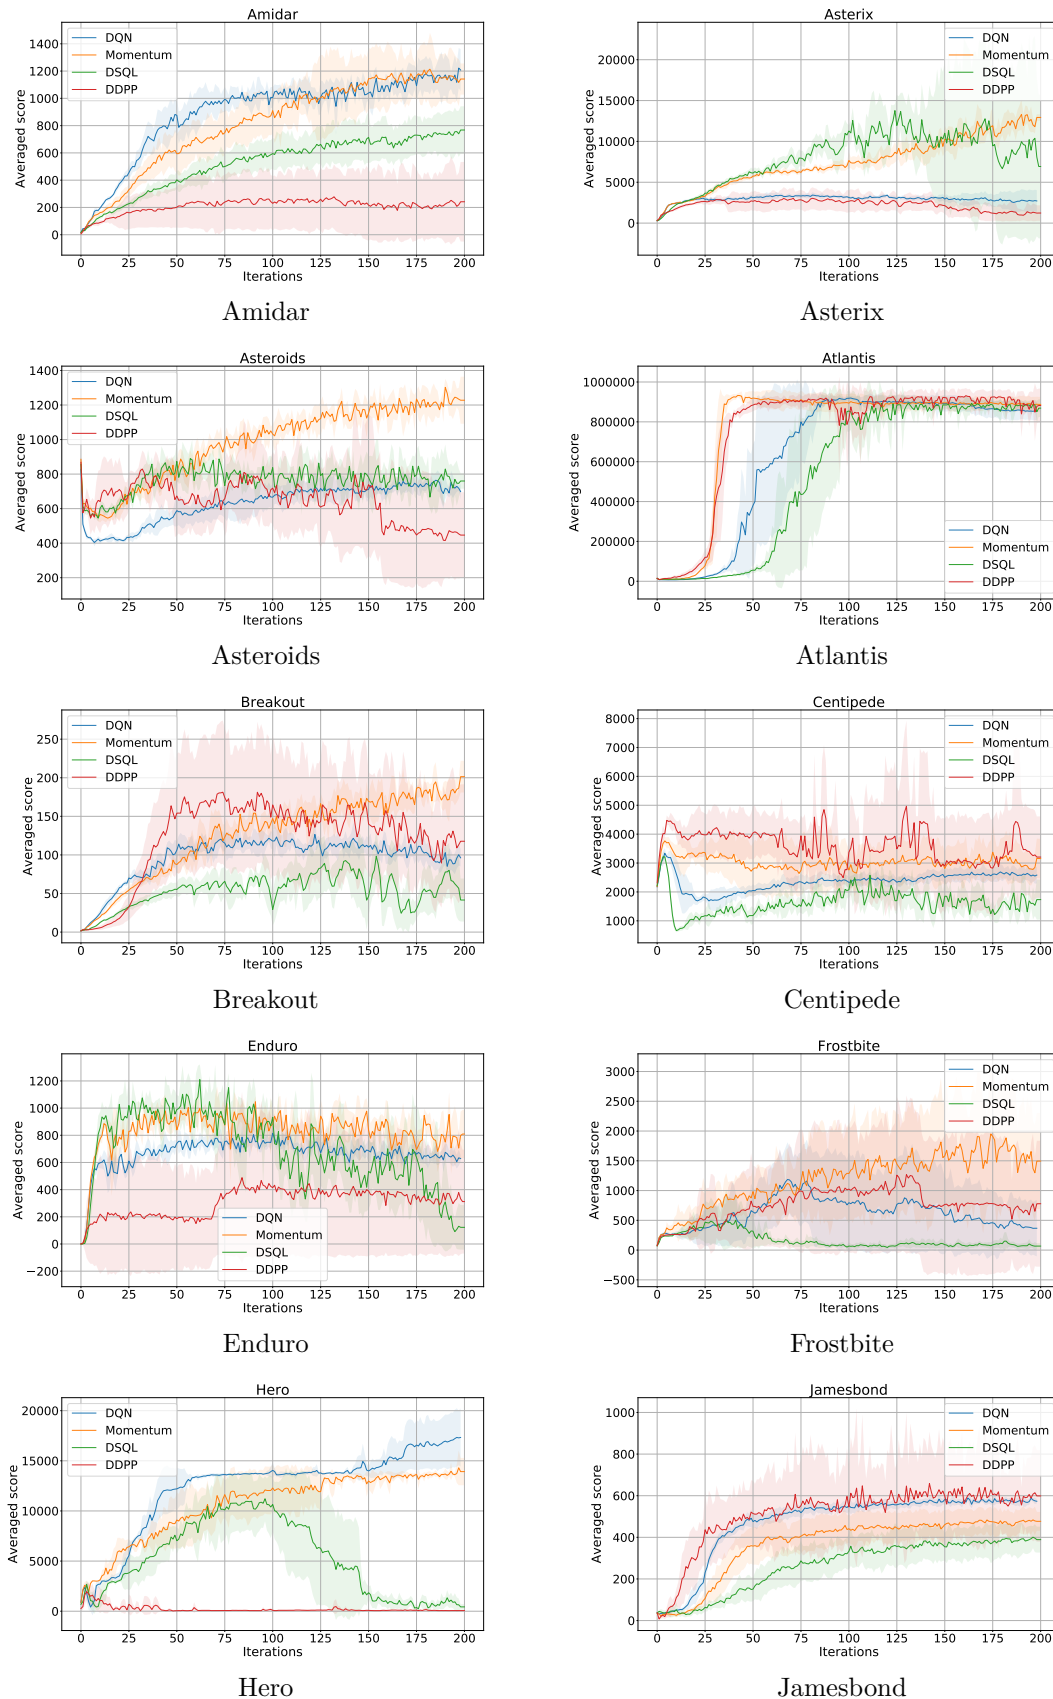 Amidar
Averaged score
1400
1200
1000
800
600
400
200
0
DQN
Momentum
DSQL
DDPP
0 25 50 75 100 125 150 175 200
Iterations
Amidar
Asterix
Averaged score
20000
15000
10000
5000
0
DQN
Momentum
DSQL
DDPP
0 25 50 75 100 125 150 175 200
Iterations
Asterix
Asteroids
Averaged score
1400
1200
1000
800
600
400
200
DQN
Momentum
DSQL
DDPP
0 25 50 75 100 125 150 175 200
Iterations
Asteroids
Atlantis
Averaged score
1000000
800000
600000
400000
200000
0
DQN
Momentum
DSQL
DDPP
0 25 50 75 100 125 150 175 200
Iterations
Atlantis
Breakout
Averaged score
250
200
150
100
50
0
DQN
Momentum
DSQL
DDPP
0 25 50 75 100 125 150 175 200
Iterations
Breakout
Centipede
Averaged score
8000
7000
6000
5000
4000
3000
2000
1000
DQN
Momentum
DSQL
DDPP
0 25 50 75 100 125 150 175 200
Iterations
Centipede
Enduro
Averaged score
1200
1000
800
600
400
200
0
−200
DQN
Momentum
DSQL
DDPP
0 25 50 75 100 125 150 175 200
Iterations
Enduro
Frostbite
Averaged score
3000
2500
2000
1500
1000
500
0
−500
DQN
Momentum
DSQL
DDPP
0 25 50 75 100 125 150 175 200
Iterations
Frostbite
Hero
Averaged score
20000
15000
10000
5000
0
DQN
Momentum
DSQL
DDPP
0 25 50 75 100 125 150 175 200
Iterations
Hero
Jamesbond
Averaged score
1000
800
600
400
200
0
DQN
Momentum
DSQL
DDPP
0 25 50 75 100 125 150 175 200
Iterations
Jamesbond